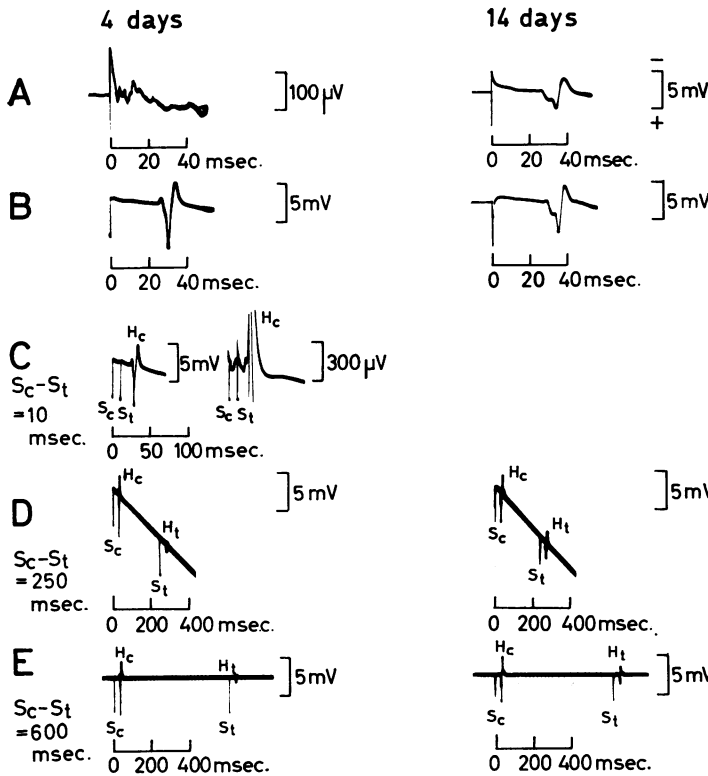 4 days
14 days
A
100 μV
−
5 mV
+
0 20 40 msec.
0 20 40 msec.
B
5 mV
5 mV
0 20 40
0 20 40 msec.
C
Sc-St
=10
msec.
Hc
5 mV
Hc
300 μV
Sc St
Sc St
0 50 100 msec.
D
Sc-St
=250
msec.
Hc
5 mV
Ht
Sc
St
0 200 400 msec.
Hc
5 mV
Ht
Sc
St
0 200 400 msec.
E
Sc-St
=600
msec.
Hc
Ht
5 mV
Sc
St
0 200 400 msec.
Hc
Ht
5 mV
Sc
St
0 200 400 msec.